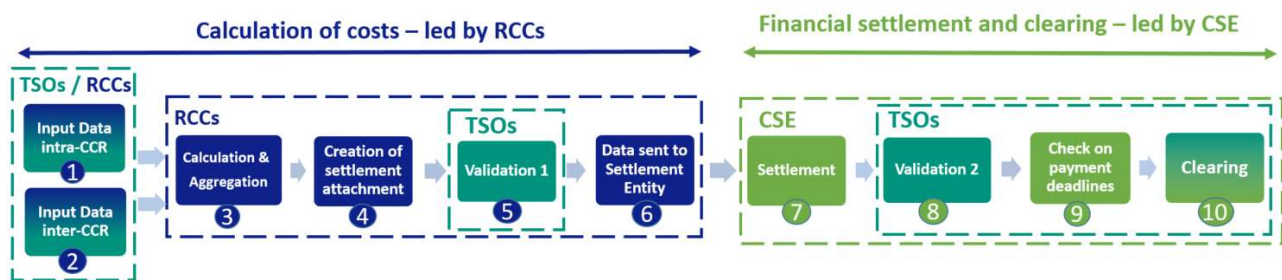 Calculation of costs – led by RCCs
Financial settlement and clearing – led by CSE
TSOs / RCCs
Input Data
intra-CCR
1
Input Data
inter-CCR
2
RCCs
Calculation &
Aggregation
3
Creation of
settlement
attachment
4
TSOs
Validation 1
5
Data sent to
Settlement
Entity
6
CSE
Settlement
7
TSOs
Validation 2
8
Check on
payment
deadlines
9
Clearing
10